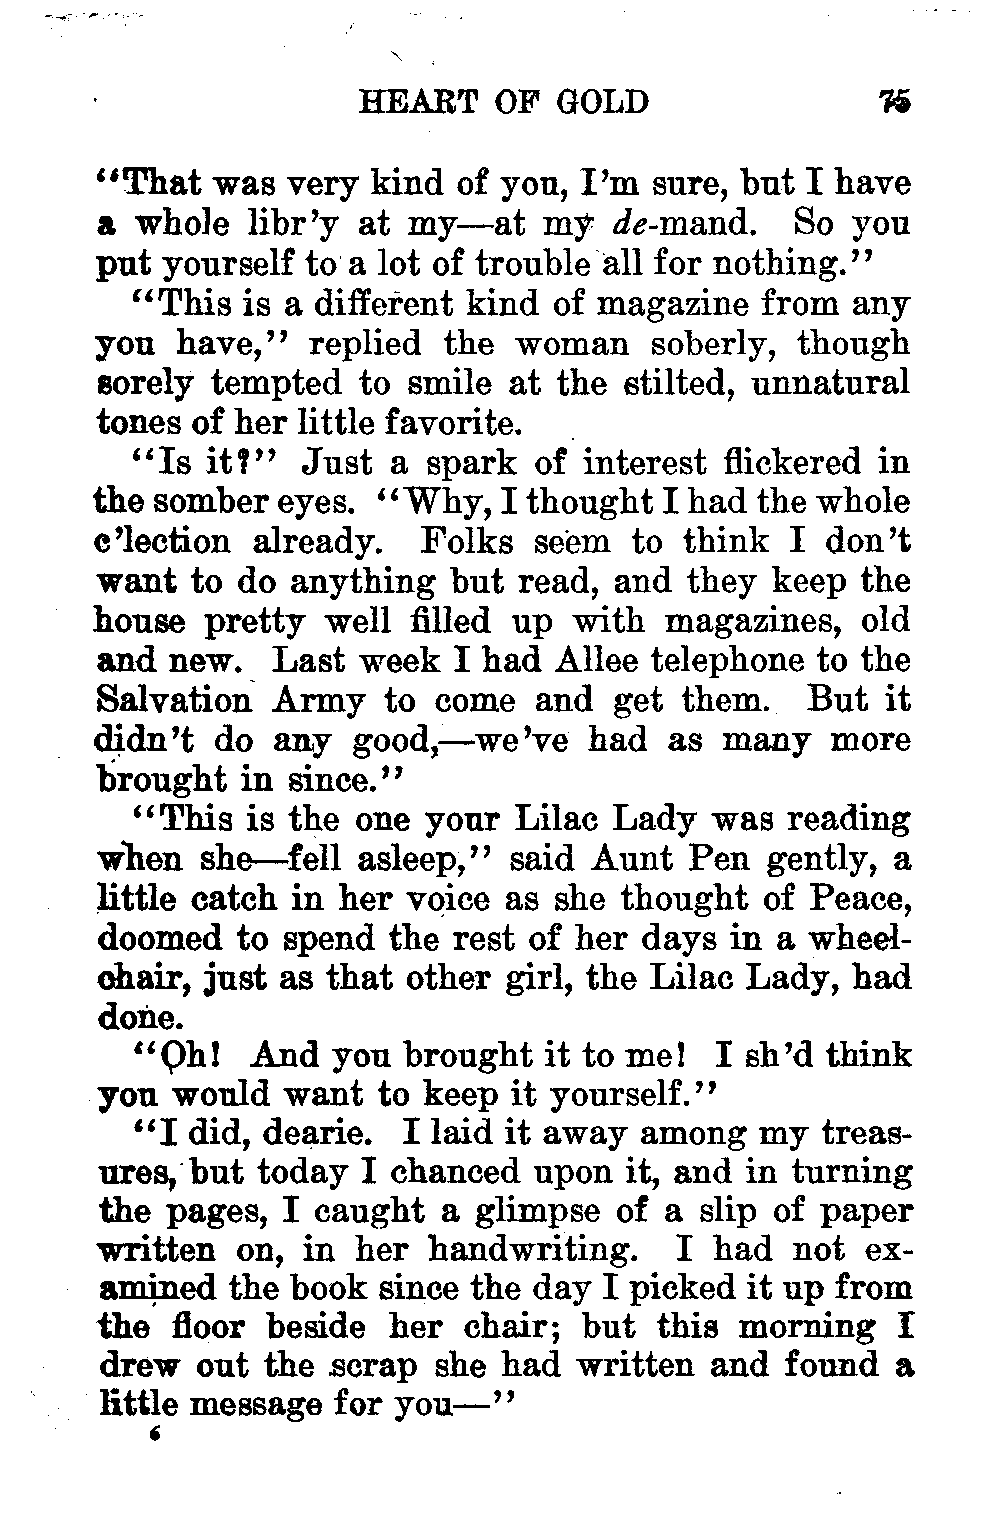 HEART OF GOLD 75
"That was very kind of you, I'm sure, but I have
a whole libr'y at my—at my de-mand. So you
put yourself to a lot of trouble all for nothing."
"This is a different kind of magazine from any
you have," replied the woman soberly, though
sorely tempted to smile at the stilted, unnatural
tones of her little favorite.
"Is it?" Just a spark of interest flickered in
the somber eyes. "Why, I thought I had the whole
c'lection already. Folks seem to think I don't
want to do anything but read, and they keep the
house pretty well filled up with magazines, old
and new. Last week I had Allee telephone to the
Salvation Army to come and get them. But it
didn't do any good,—we've had as many more
brought in since."
"This is the one your Lilac Lady was reading
when she—fell asleep," said Aunt Pen gently, a
little catch in her voice as she thought of Peace,
doomed to spend the rest of her days in a wheel-
chair, just as that other girl, the Lilac Lady, had
done.
"Oh! And you brought it to me! I sh'd think
you would want to keep it yourself."
"I did, dearie. I laid it away among my treas-
ures, but today I chanced upon it, and in turning
the pages, I caught a glimpse of a slip of paper
written on, in her handwriting. I had not ex-
amined the book since the day I picked it up from
the floor beside her chair; but this morning I
drew out the scrap she had written and found a
little message for you—"
6